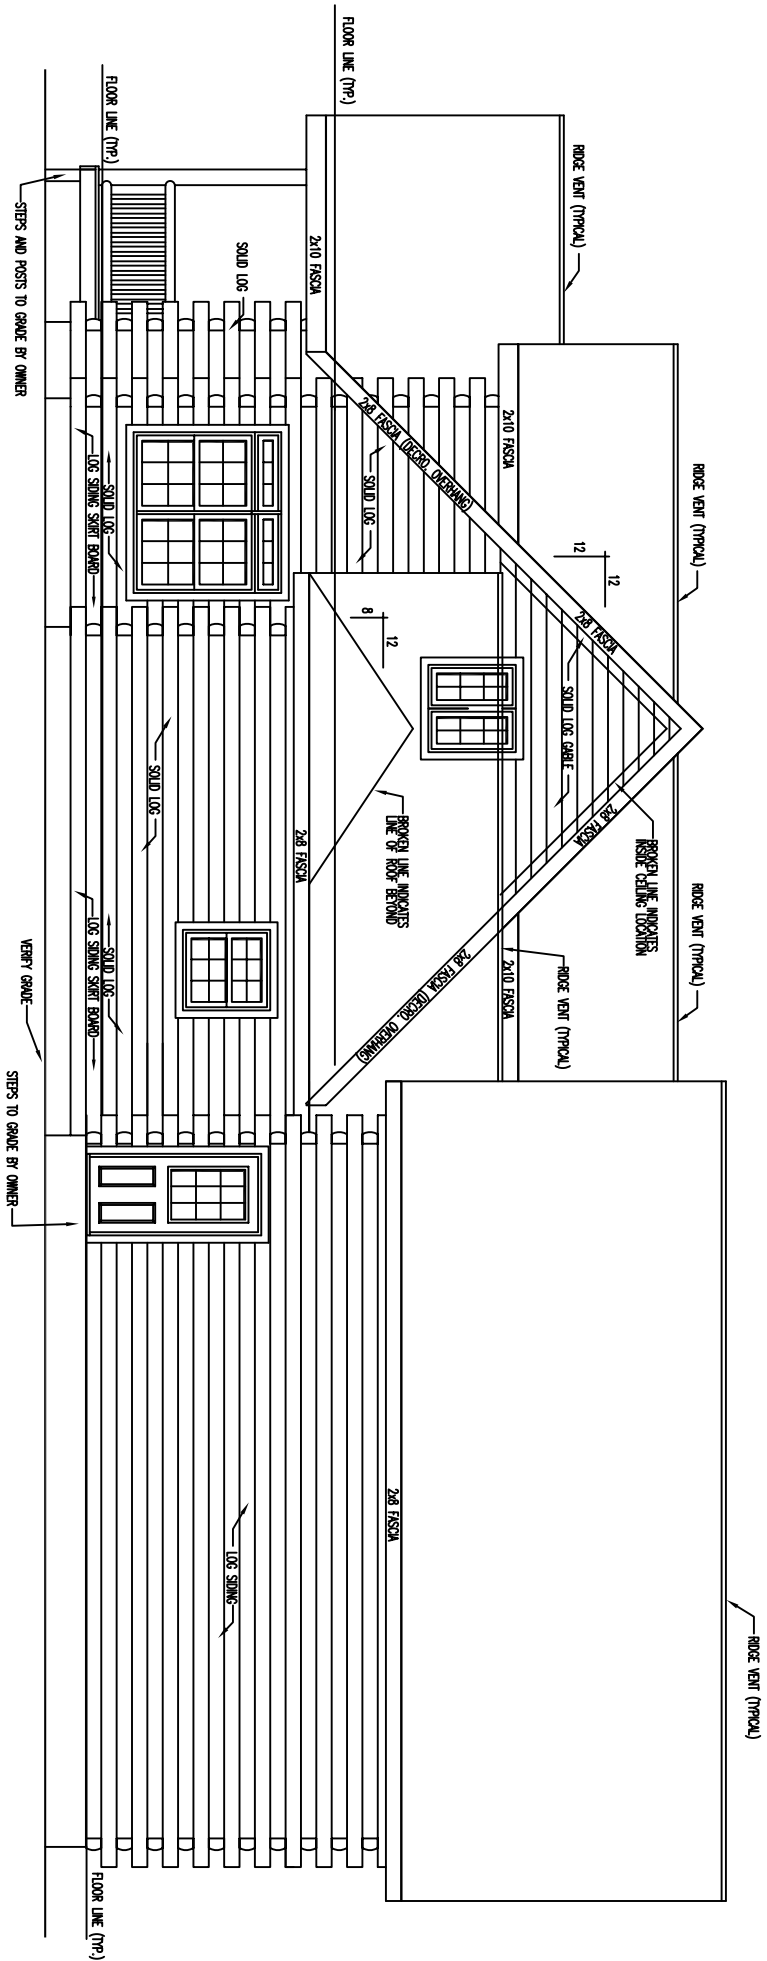 RIDGE VENT (TYPICAL)
RIDGE VENT (TYPICAL)
RIDGE VENT (TYPICAL)
BROKEN LINE INDICATES
INSIDE CEILING LOCATION
12
12
2x8 FASCIA
2x8 FASCIA
RIDGE VENT (TYPICAL)
SOLID LOG GABLE
RIDGE VENT (TYPICAL)
2x10 FASCIA
2x10 FASCIA
2x8 FASCIA (DECRO. OVERHANG)
2x8 FASCIA (DECRO. OVERHANG)
BROKEN LINE INDICATES
LINE OF ROOF BEYOND
12
8
2x8 FASCIA
SOLID LOG
FLOOR LINE (TYP.)
2x10 FASCIA
2x8 FASCIA
SOLID LOG
LOG SIDING
SOLID LOG
FLOOR LINE (TYP.)
SOLID LOG
SOLID LOG
LOG SIDING SKIRT BOARD
LOG SIDING SKIRT BOARD
FLOOR LINE (TYP.)
VERIFY GRADE
STEPS AND POSTS TO GRADE BY OWNER
STEPS TO GRADE BY OWNER